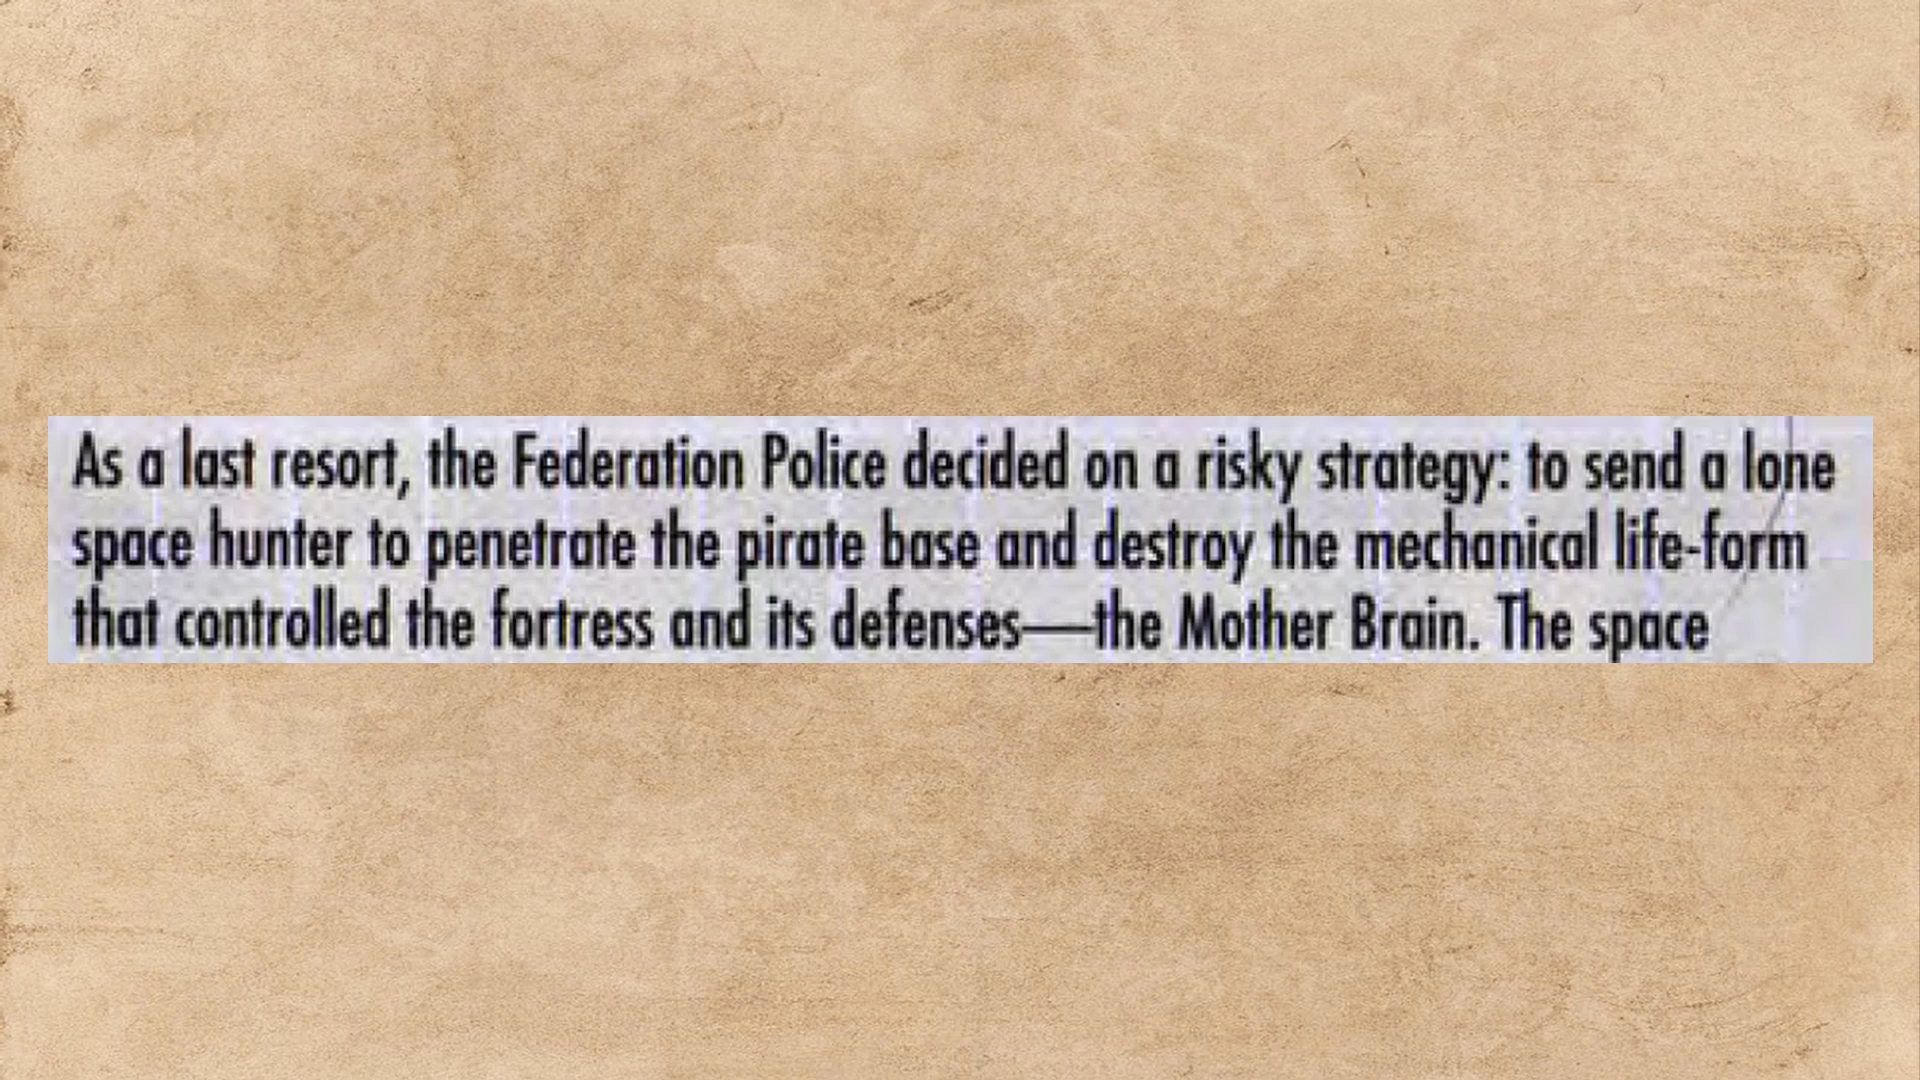 As a last resort, the Federation Police decided on a risky strategy: to send a lone
space hunter to penetrate the pirate base and destroy the mechanical life-form
that controlled the fortress and its defenses—the Mother Brain. The space